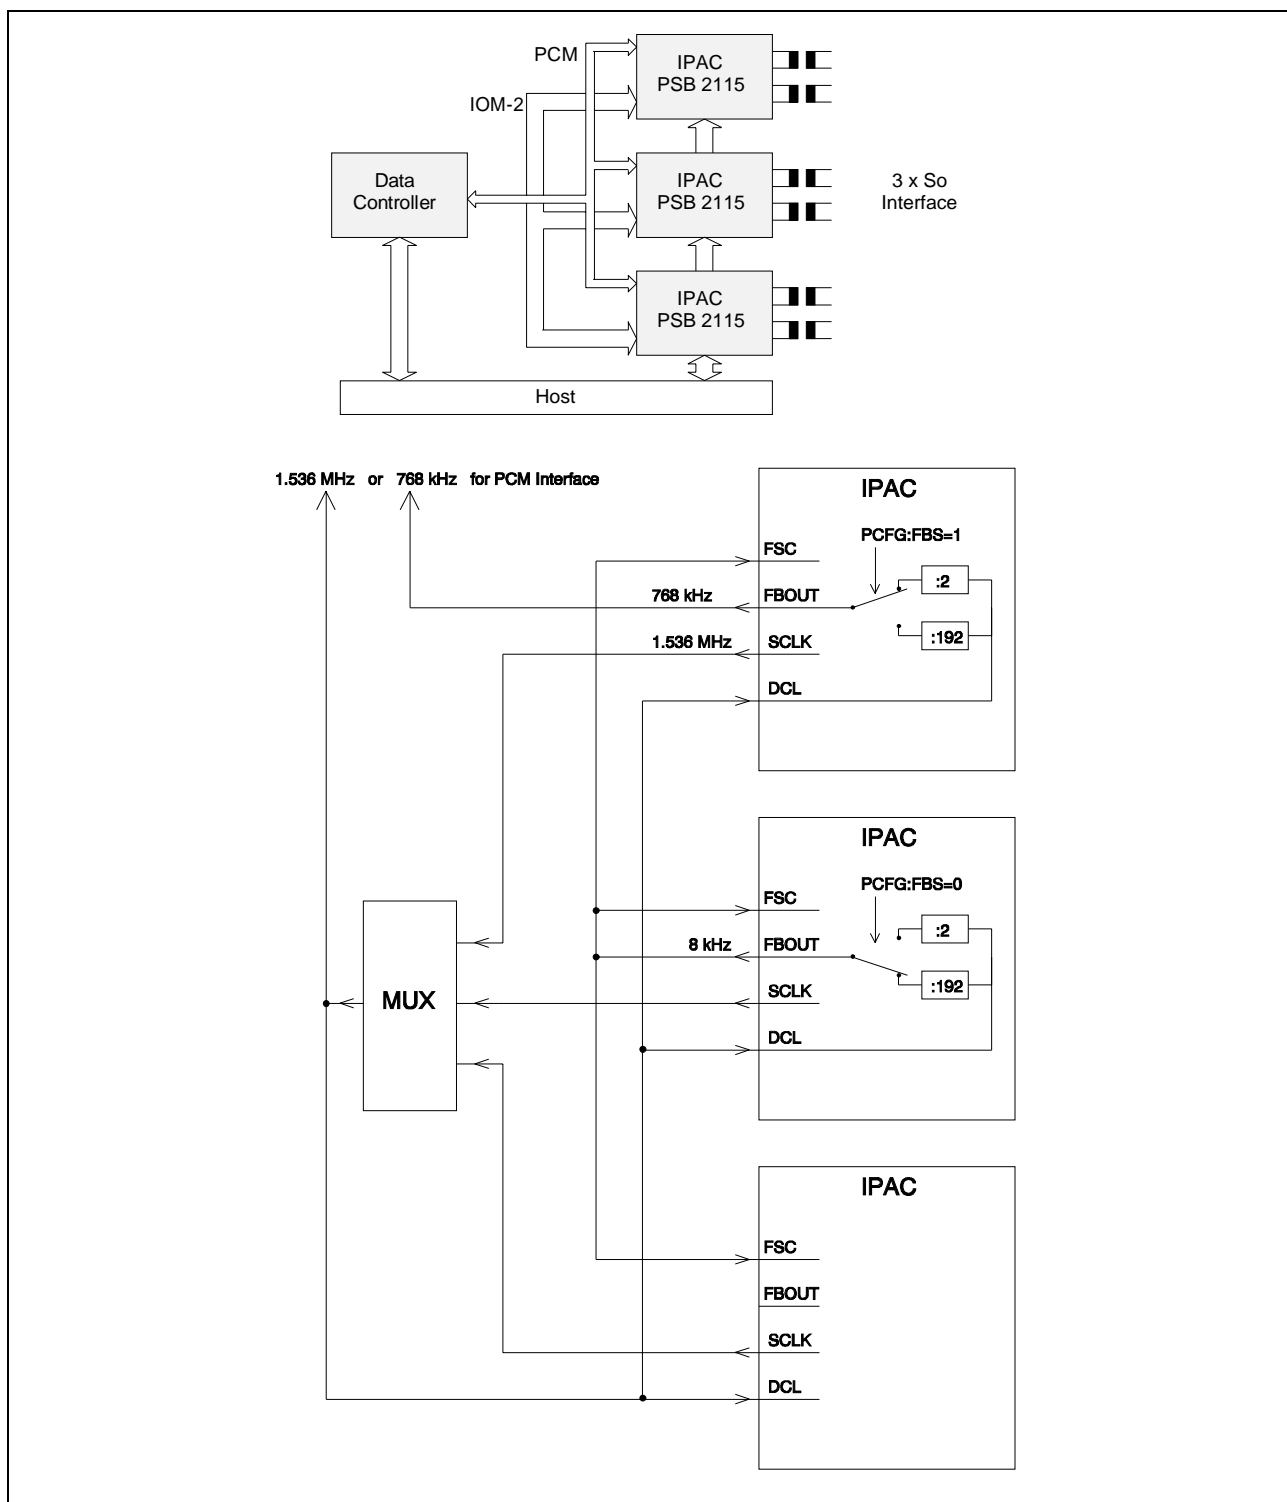 PCM
IPAC
PSB 2115
IOM-2
Data
Controller
IPAC
PSB 2115
3 x So
Interface
IPAC
PSB 2115
Host
1.536 MHz or 768 kHz for PCM Interface
IPAC
PCFG:FBS=1
FSC
:2
768 kHz
FBOUT
:192
1.536 MHz
SCLK
DCL
IPAC
PCFG:FBS=0
FSC
:2
8 kHz
FBOUT
:192
MUX
SCLK
DCL
IPAC
FSC
FBOUT
SCLK
DCL